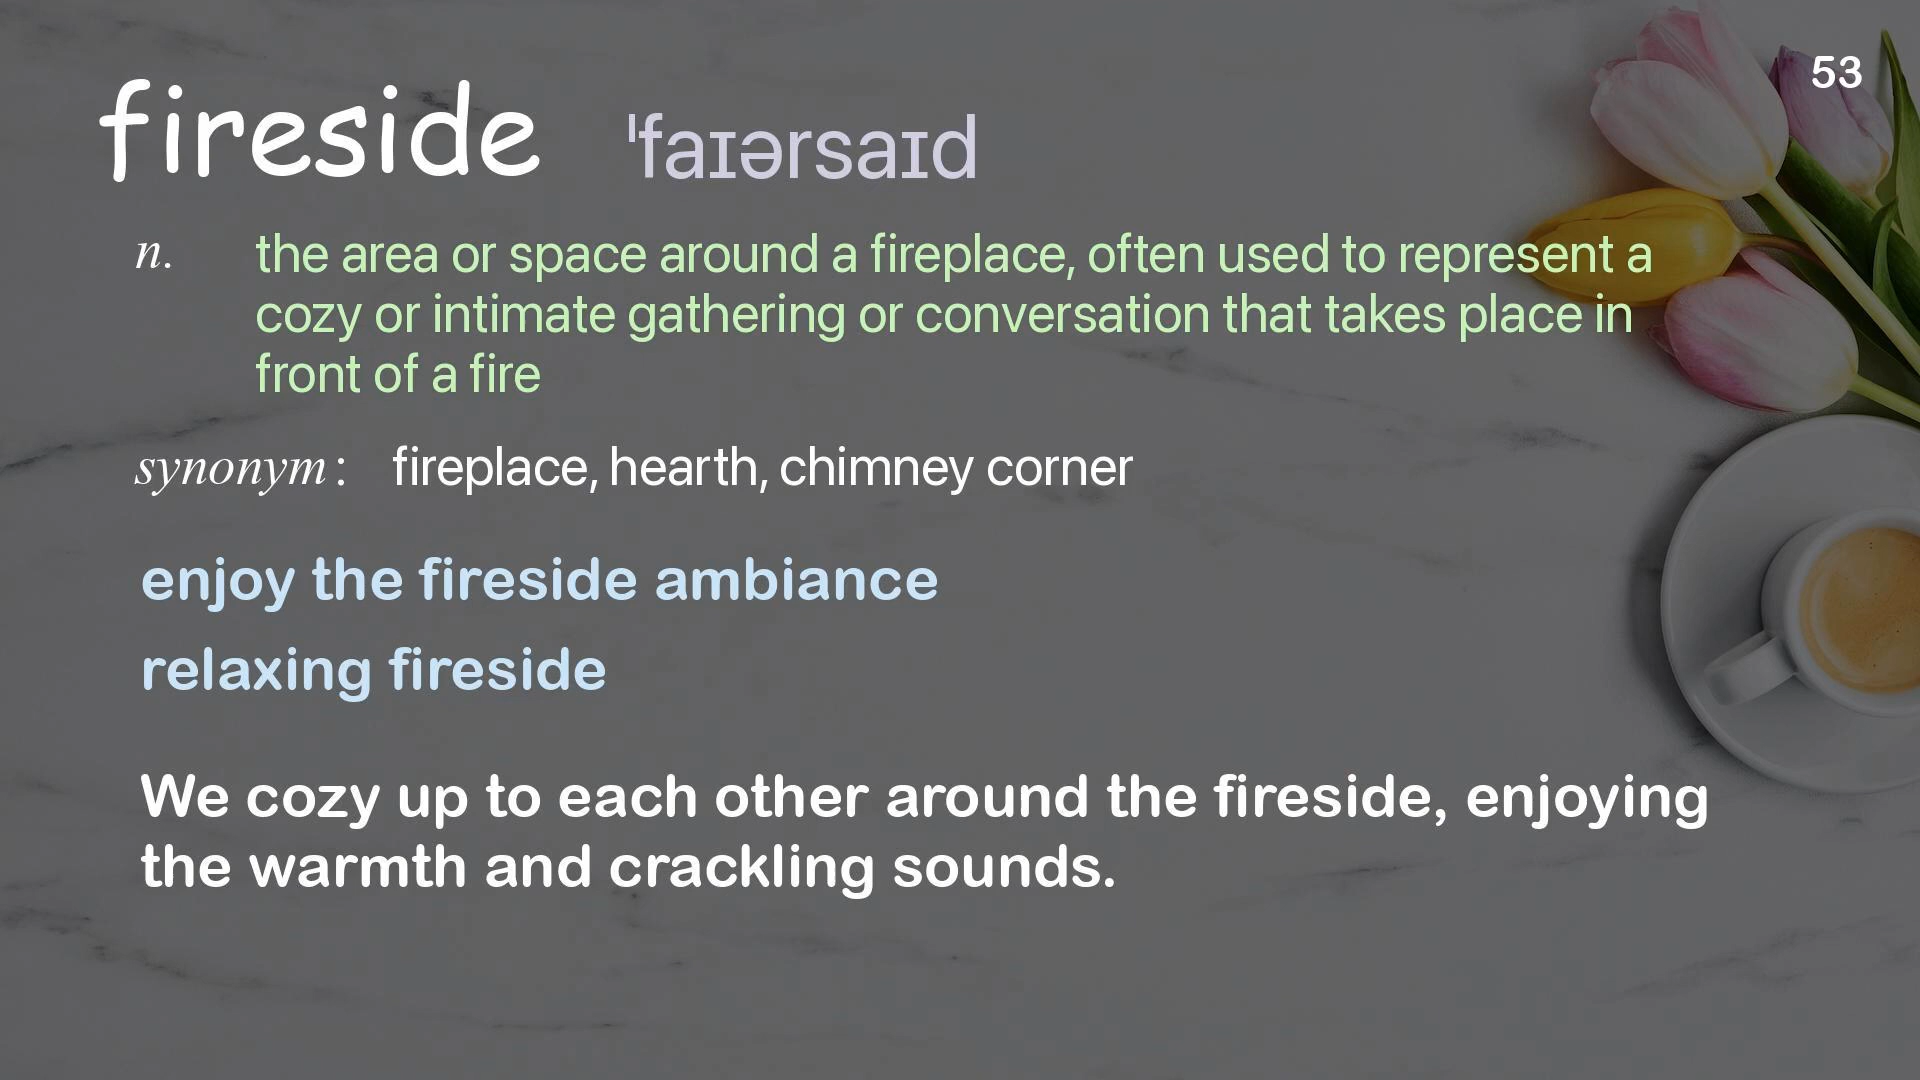 53
fireside ˈfaɪərsaɪd
n. the area or space around a fireplace, often used to represent a
cozy or intimate gathering or conversation that takes place in
front of a fire
synonym: fireplace, hearth, chimney corner
enjoy the fireside ambiance
relaxing fireside
We cozy up to each other around the fireside, enjoying
the warmth and crackling sounds.